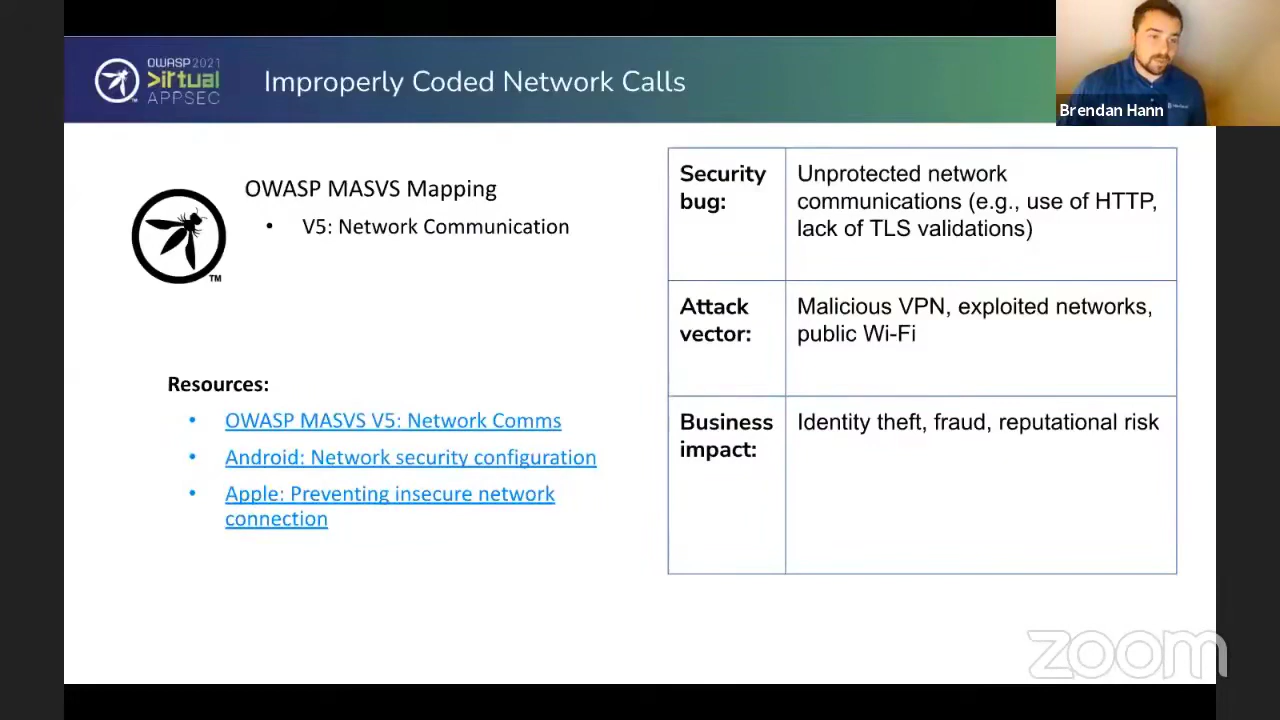 OWASP 2021
Virtual
APPSEC
Improperly Coded Network Calls
Brendan Hann
OWASP MASVS Mapping
• V5: Network Communication
TM
Resources:
• OWASP MASVS V5: Network Comms
• Android: Network security configuration
• Apple: Preventing insecure network
connection
Security
bug:
Unprotected network
communications (e.g., use of HTTP,
lack of TLS validations)
Attack
vector:
Malicious VPN, exploited networks,
public Wi-Fi
Business
impact:
Identity theft, fraud, reputational risk
zoom